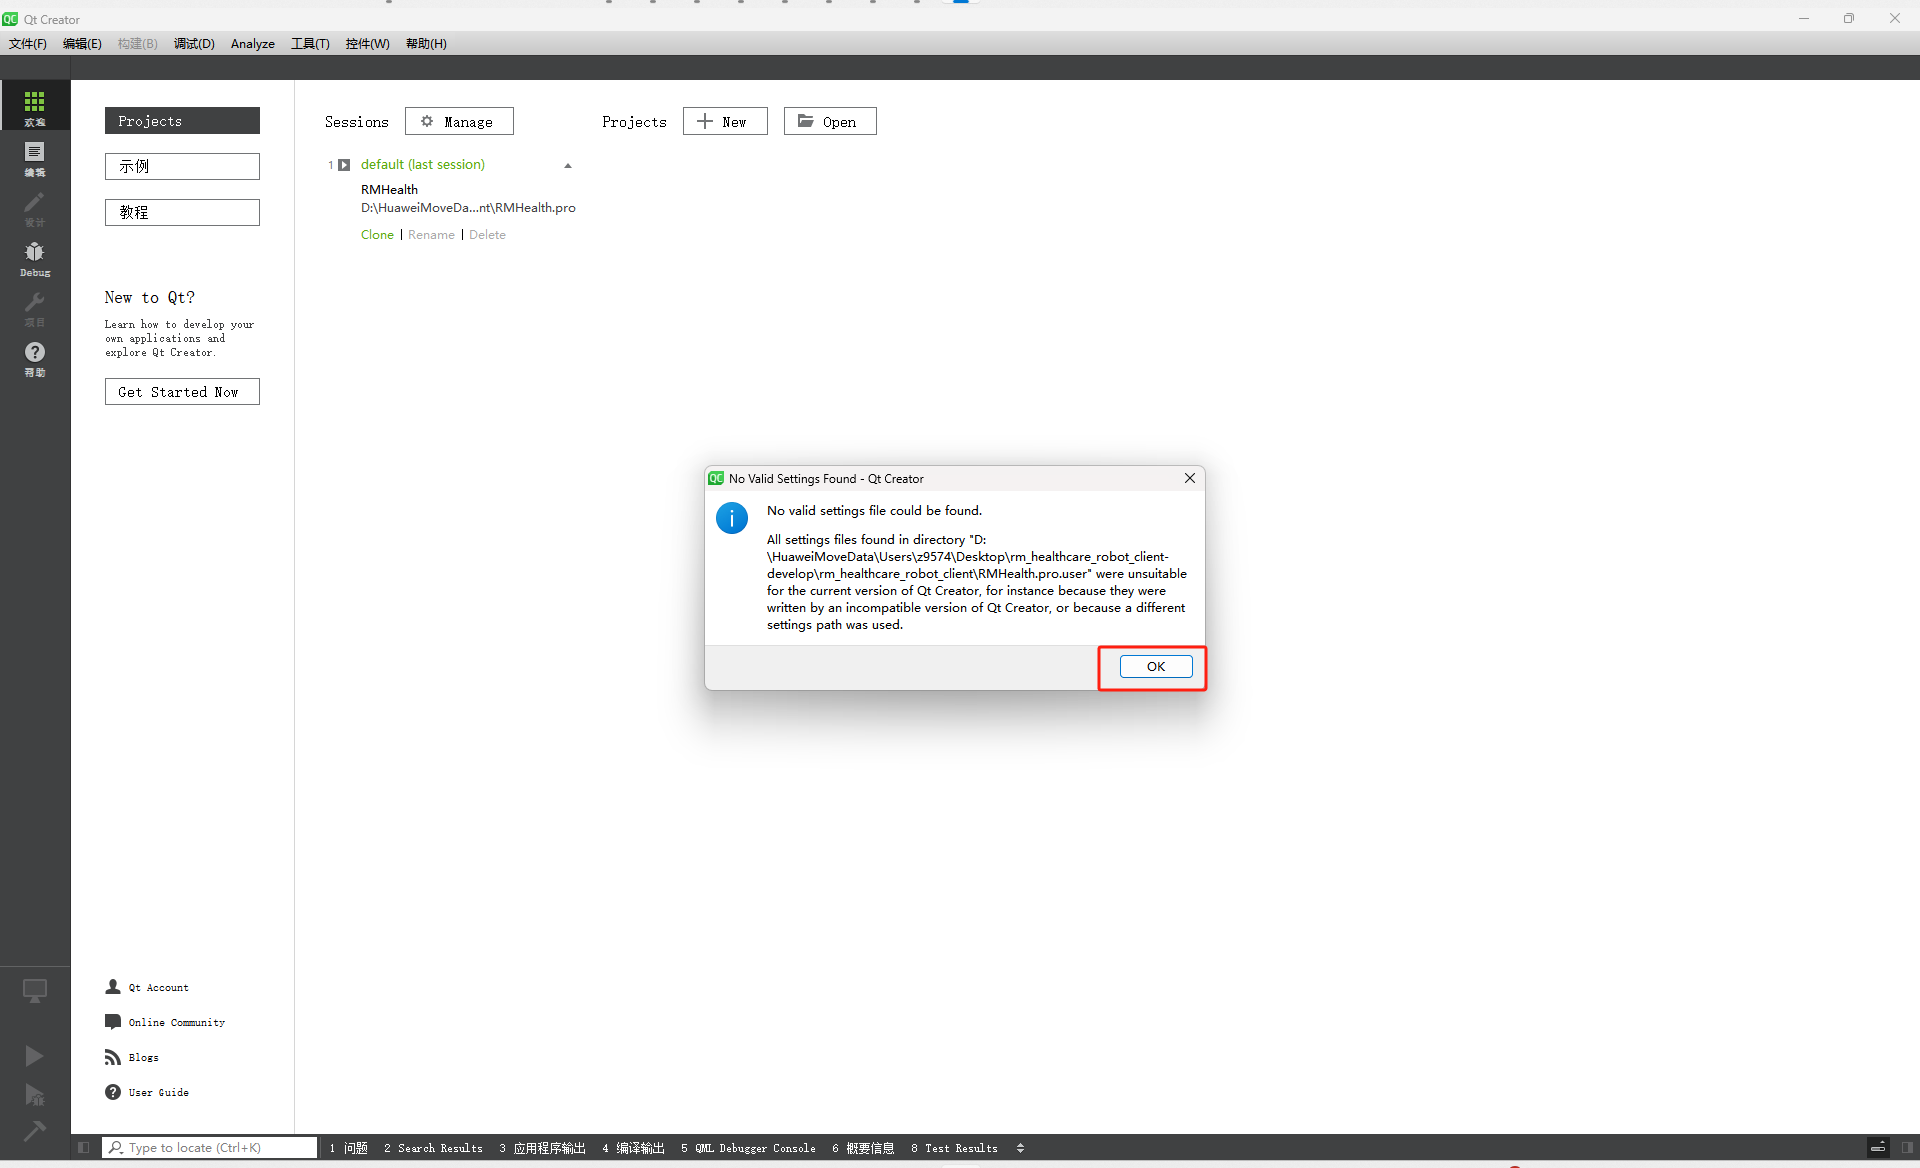 Qt Creator
文件(F) 编辑(E) 构建(B) 调试(D) Analyze 工具(T) 控件(W) 帮助(H)
欢迎
编辑
设计
Debug
项目
帮助
Projects
示例
教程
New to Qt?
Learn how to develop your
own applications and
explore Qt Creator.
Get Started Now
Qt Account
Online Community
Blogs
User Guide
Sessions Manage Projects New Open
1 default (last session)
RMHealth
D:\HuaweiMoveDa...nt\RMHealth.pro
Clone | Rename | Delete
No Valid Settings Found - Qt Creator
No valid settings file could be found.
All settings files found in directory "D:
\HuaweiMoveData\Users\z9574\Desktop\rm_healthcare_robot_client-
develop\rm_healthcare_robot_client\RMHealth.pro.user" were unsuitable
for the current version of Qt Creator, for instance because they were
written by an incompatible version of Qt Creator, or because a different
settings path was used.
OK
Type to locate (Ctrl+K) 1 问题 2 Search Results 3 应用程序输出 4 编译输出 5 QML Debugger Console 6 概要信息 8 Test Results